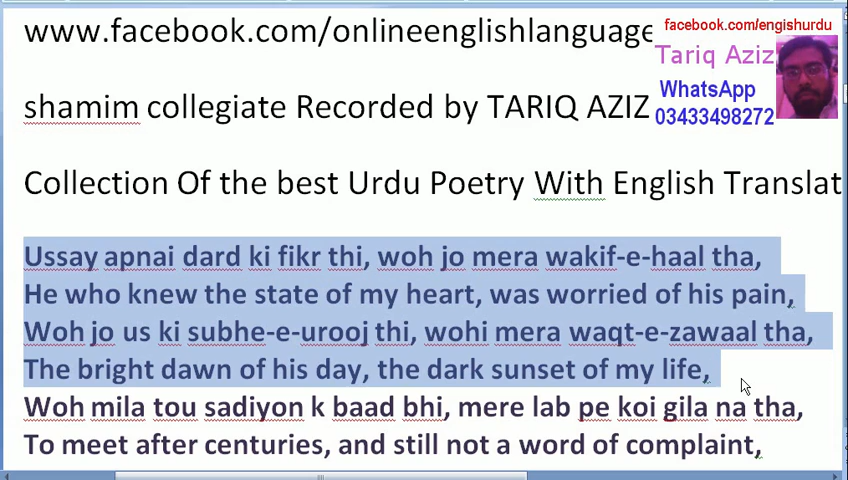 www.facebook.com/onlineenglishlanguage
facebook.com/engishurdu
Tariq Aziz
WhatsApp
03433498272
shamim collegiate Recorded by TARIQ AZIZ
Collection Of the best Urdu Poetry With English Translat
Ussay apnai dard ki fikr thi, woh jo mera wakif-e-haal tha,
He who knew the state of my heart, was worried of his pain,
Woh jo us ki subhe-e-urooj thi, wohi mera waqt-e-zawaal tha,
The bright dawn of his day, the dark sunset of my life,
Woh mila tou sadiyon k baad bhi, mere lab pe koi gila na tha,
To meet after centuries, and still not a word of complaint,